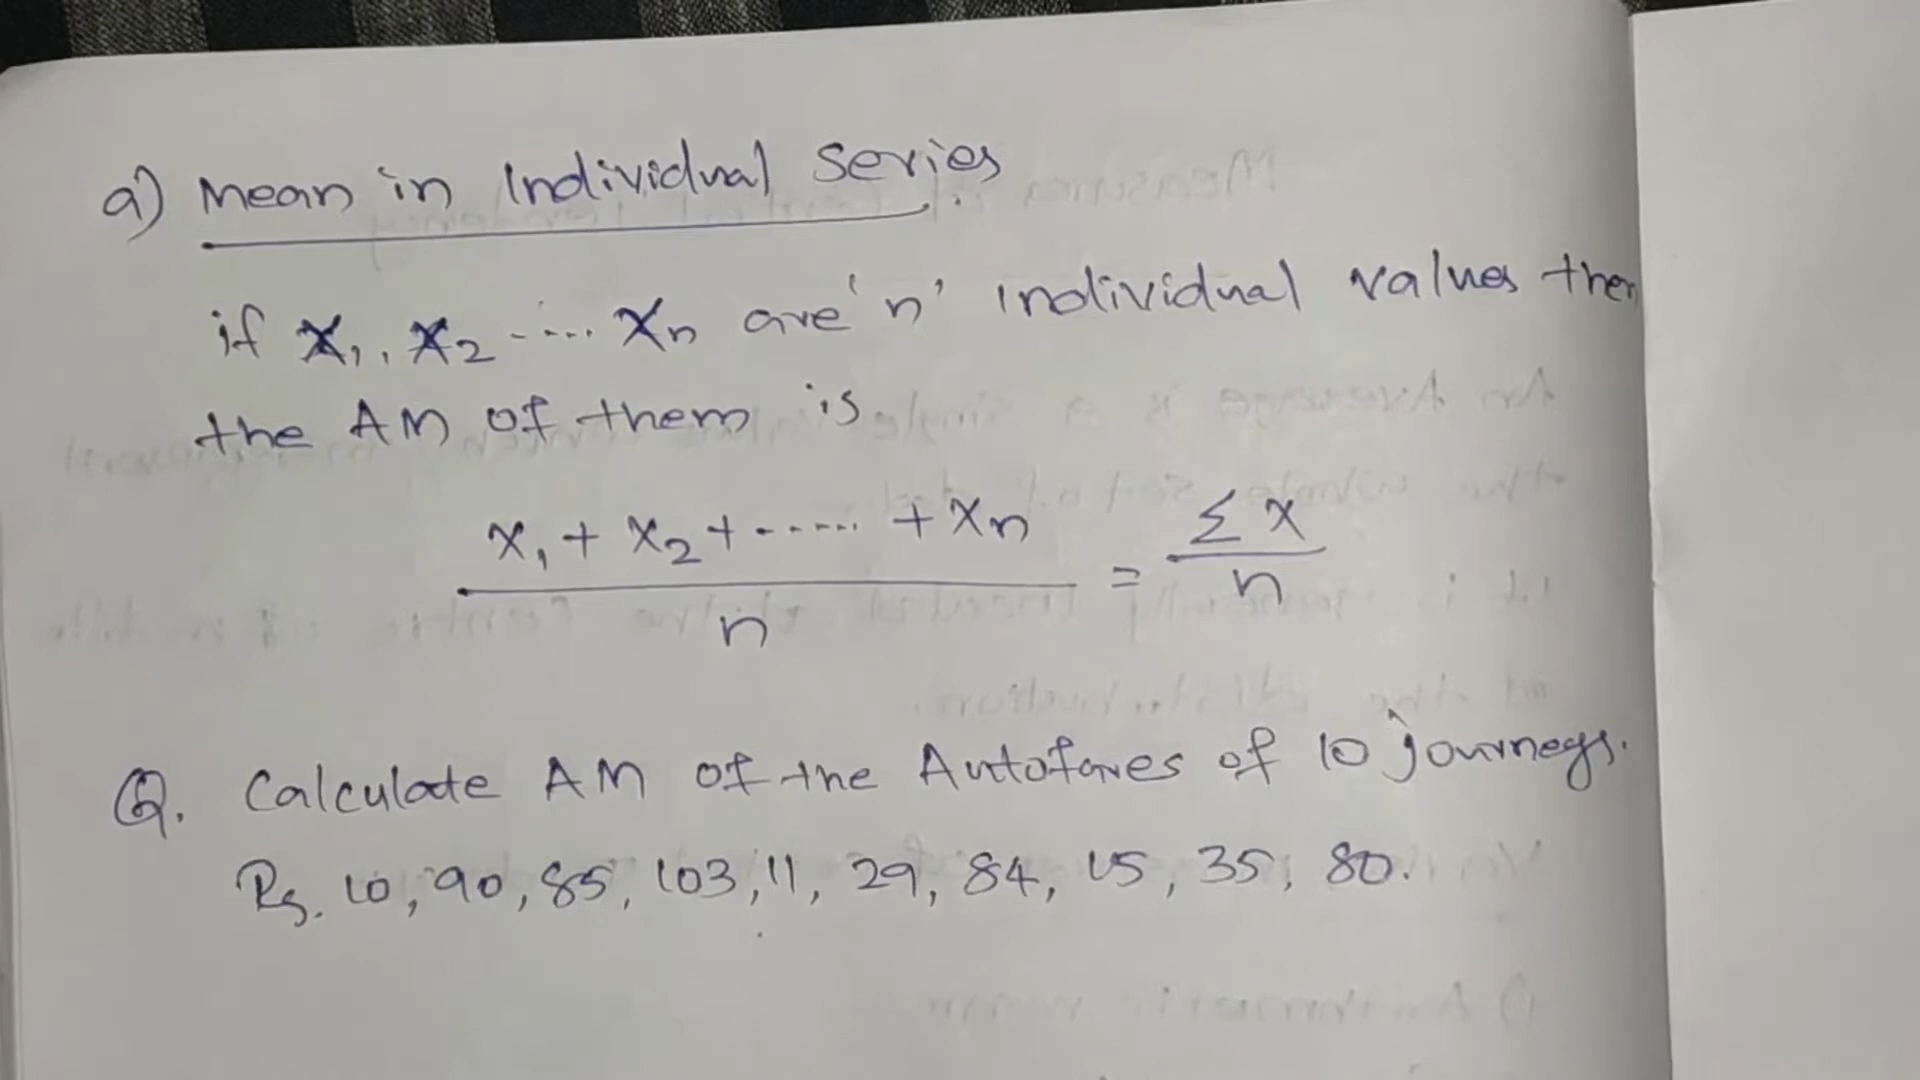 a) Mean in Individual Series
if x₁, x₂ ..... xₙ are 'n' individual values then
the AM of them is
x₁ + x₂ + ...... + xₙ / n = Σx / n
Q. Calculate AM of the Autofares of 10 journeys.
Rs. 10, 90, 85, 103, 11, 29, 84, 15, 35, 80.